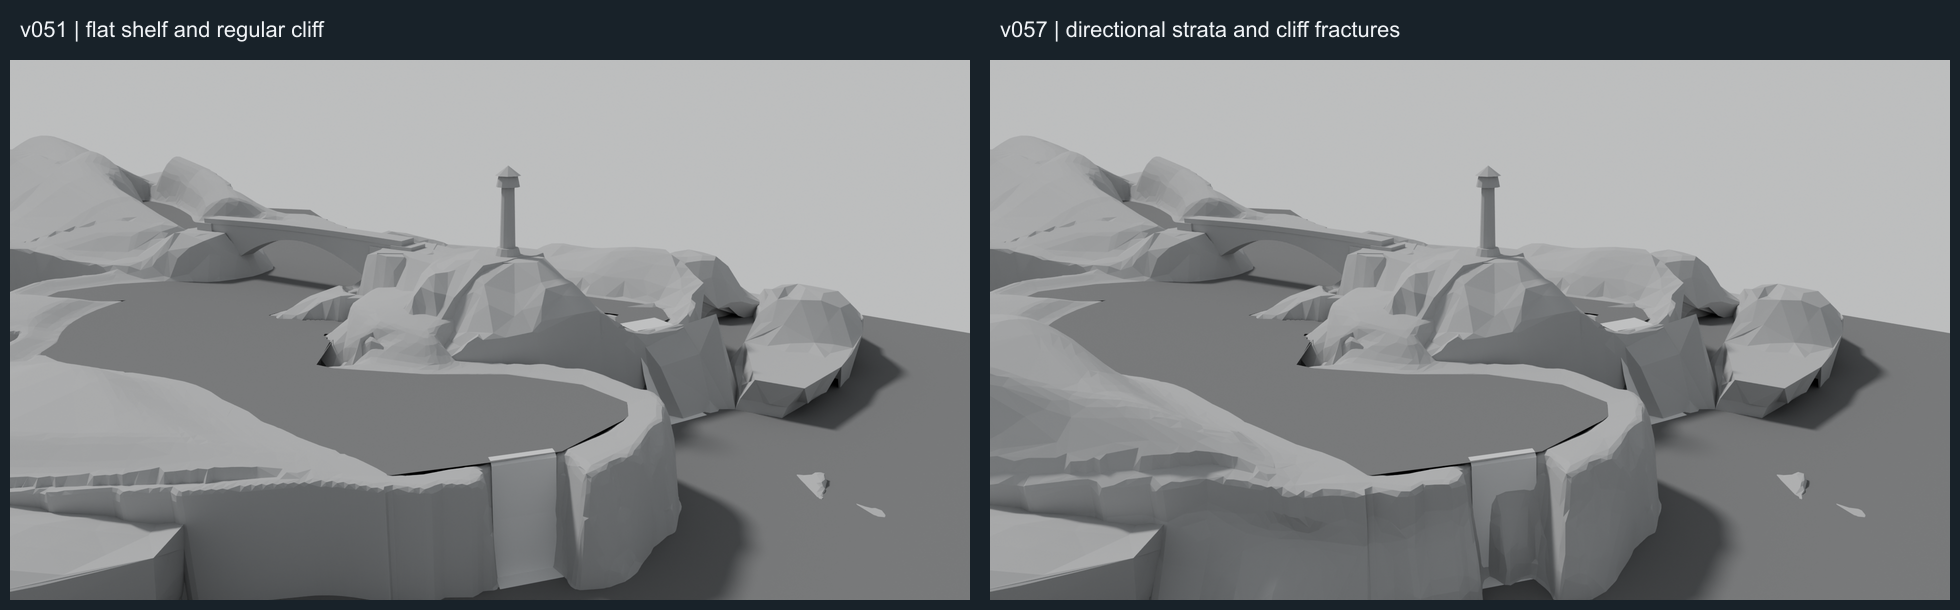 v051 | flat shelf and regular cliff
v057 | directional strata and cliff fractures